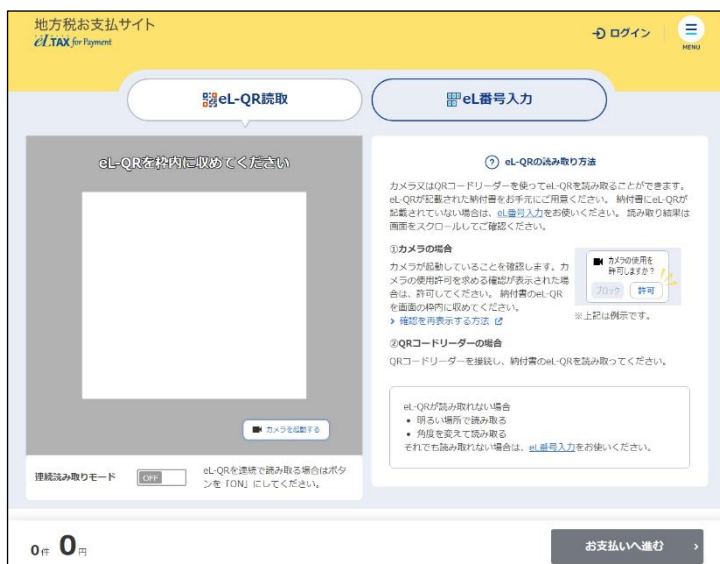 地方税お支払サイト
eLTAX for Payment
ログイン
MENU
eL-QR読取
eL番号入力
eL-QRを枠内に収めてください
カメラを起動する
連続読み取りモード
OFF
eL-QRを連続で読み取る場合はボタ
ンを「ON」にしてください。
? eL-QRの読み取り方法
カメラ又はQRコードリーダーを使ってeL-QRを読み取ることができます。
eL-QRが記載された納付書をお手元にご用意ください。 納付書にeL-QRが
記載されていない場合は、eL番号入力をお使いください。 読み取り結果は
画面をスクロールしてご確認ください。
①カメラの場合
カメラが起動していることを確認します。カ
メラの使用許可を求める確認が表示された場
合は、許可してください。 納付書のeL-QR
を画面の枠内に収めてください。
> 確認を再表示する方法
カメラの使用を
許可しますか?
ブロック 許可
※上記は例示です。
②QRコードリーダーの場合
QRコードリーダーを接続し、納付書のeL-QRを読み取ってください。
eL-QRが読み取れない場合
• 明るい場所で読み取る
• 角度を変えて読み取る
それでも読み取れない場合は、eL番号入力をお使いください。
0件 0円
お支払いへ進む >